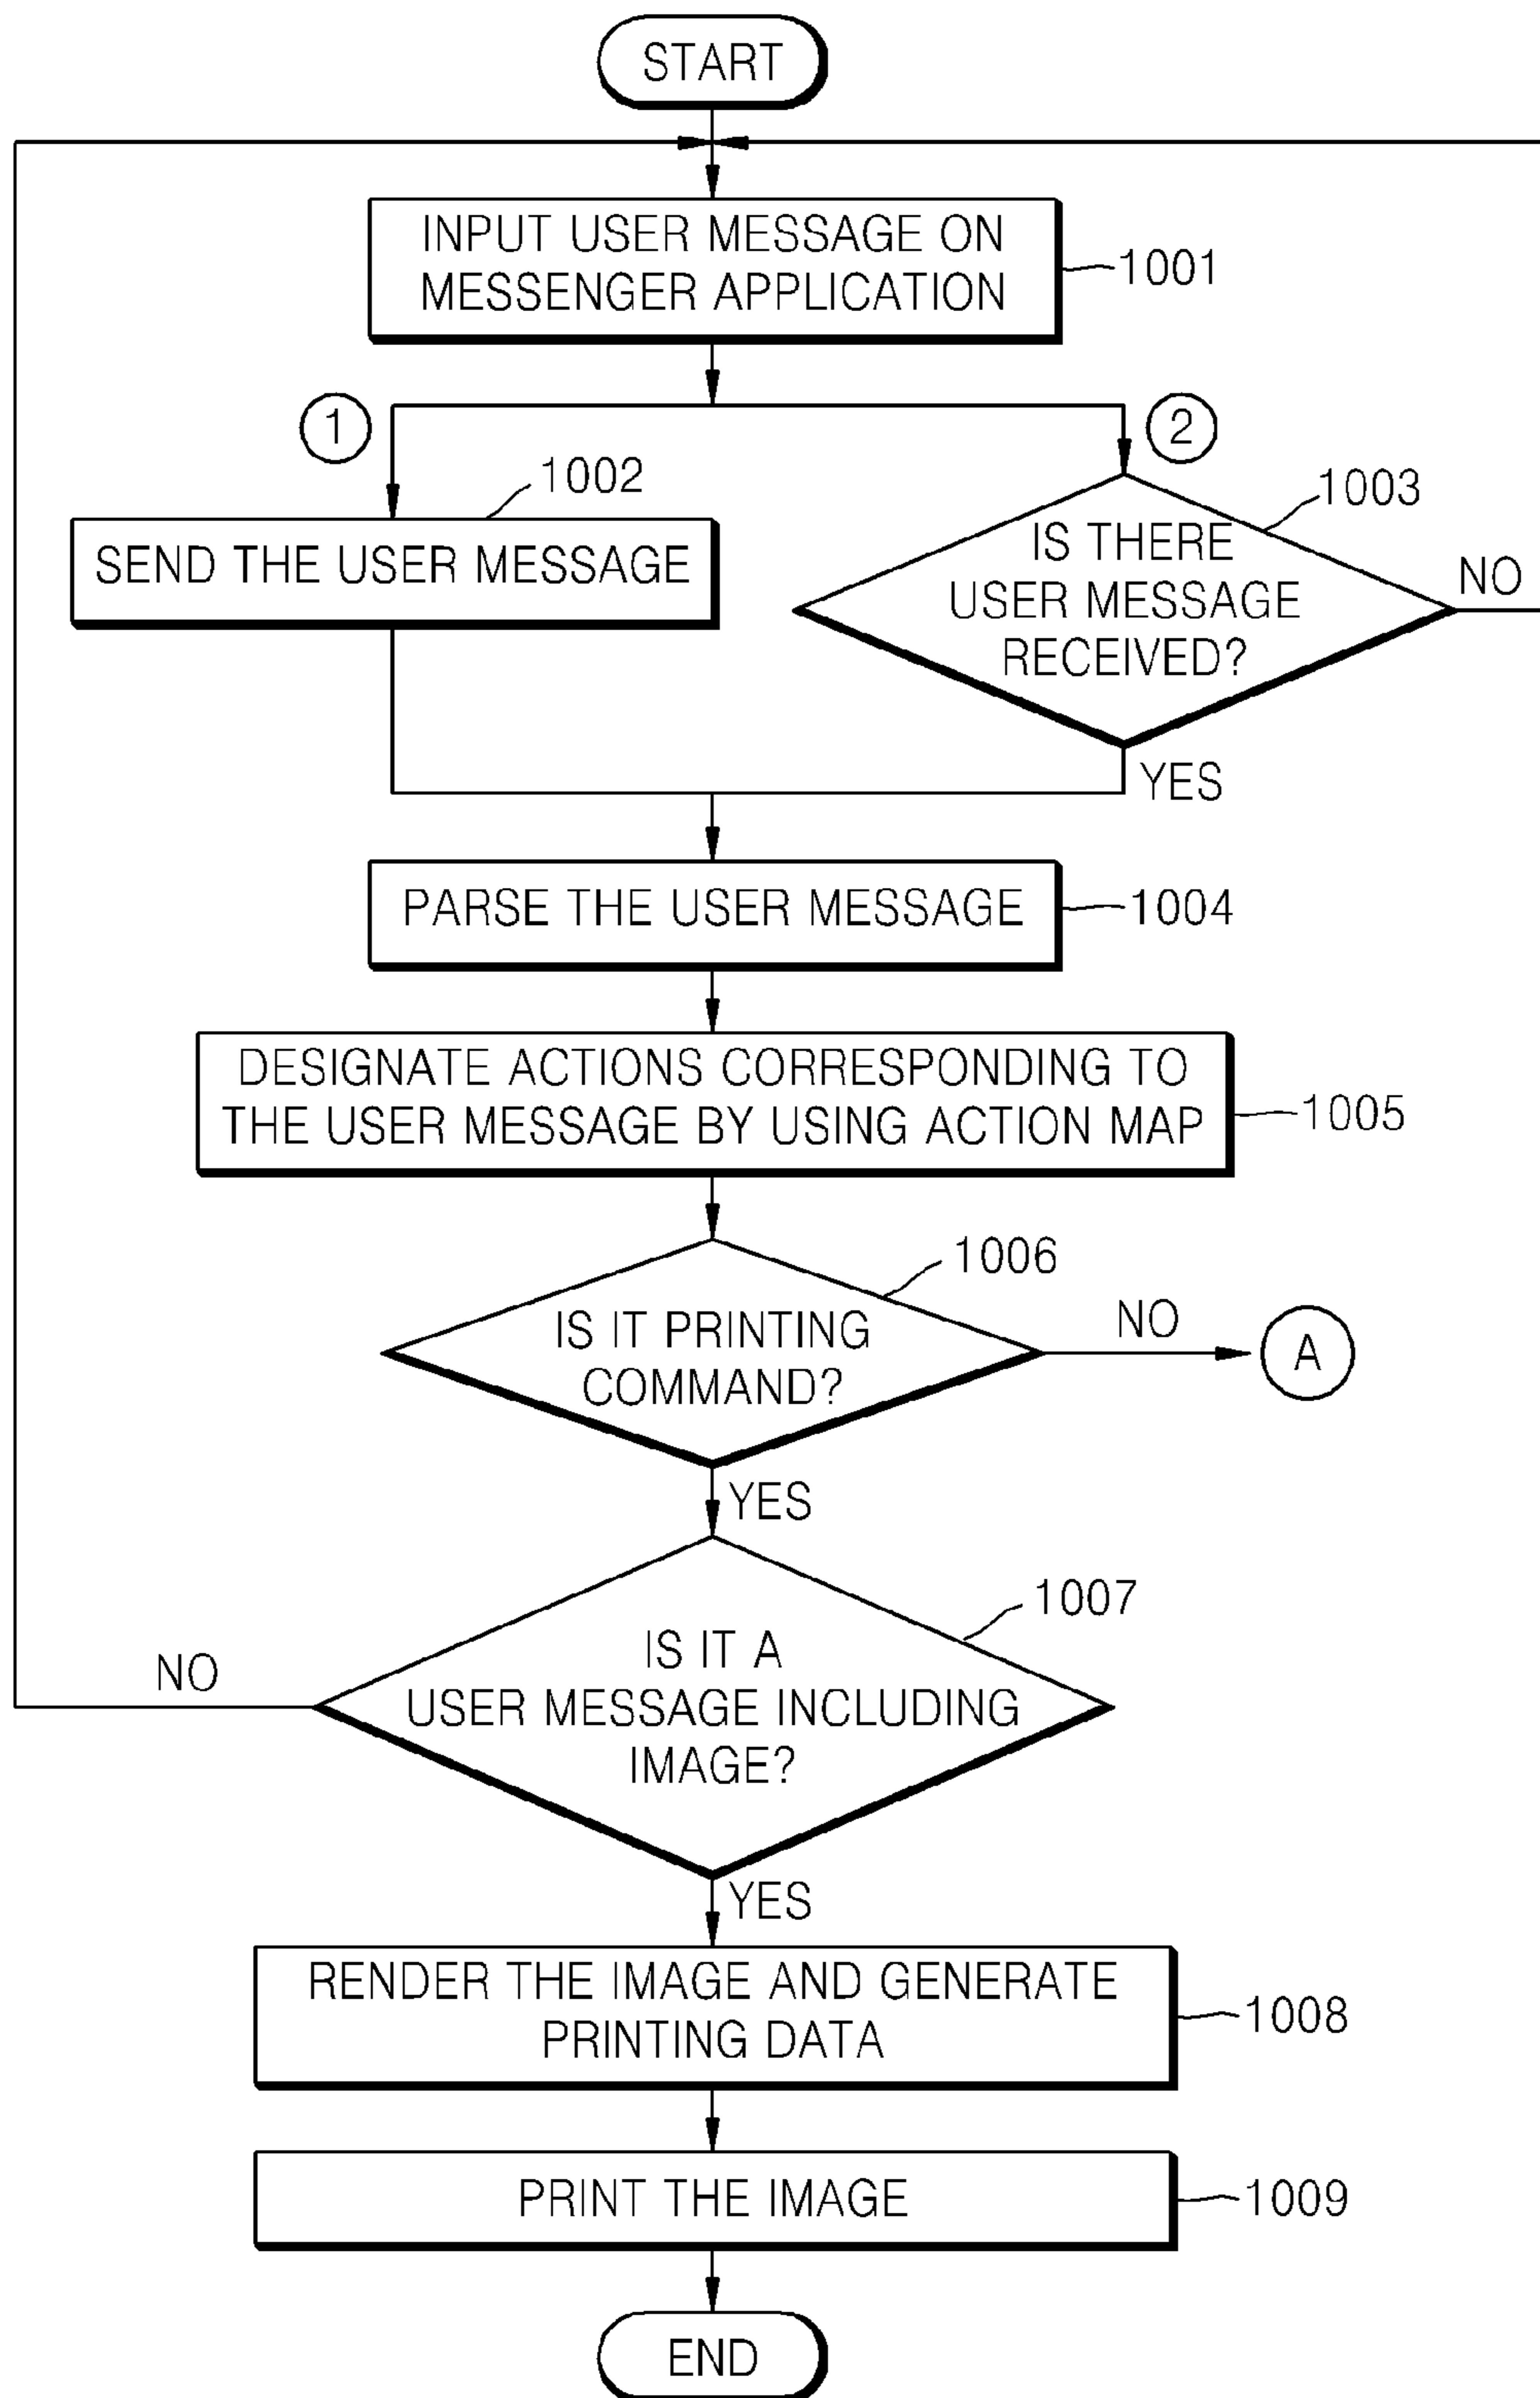 START
INPUT USER MESSAGE ON
MESSENGER APPLICATION
1001
1
2
1002
SEND THE USER MESSAGE
1003
IS THERE
USER MESSAGE
RECEIVED?
NO
YES
PARSE THE USER MESSAGE
1004
DESIGNATE ACTIONS CORRESPONDING TO
THE USER MESSAGE BY USING ACTION MAP
1005
1006
IS IT PRINTING
COMMAND?
NO
A
YES
1007
IS IT A
USER MESSAGE INCLUDING
IMAGE?
NO
YES
RENDER THE IMAGE AND GENERATE
PRINTING DATA
1008
PRINT THE IMAGE
1009
END